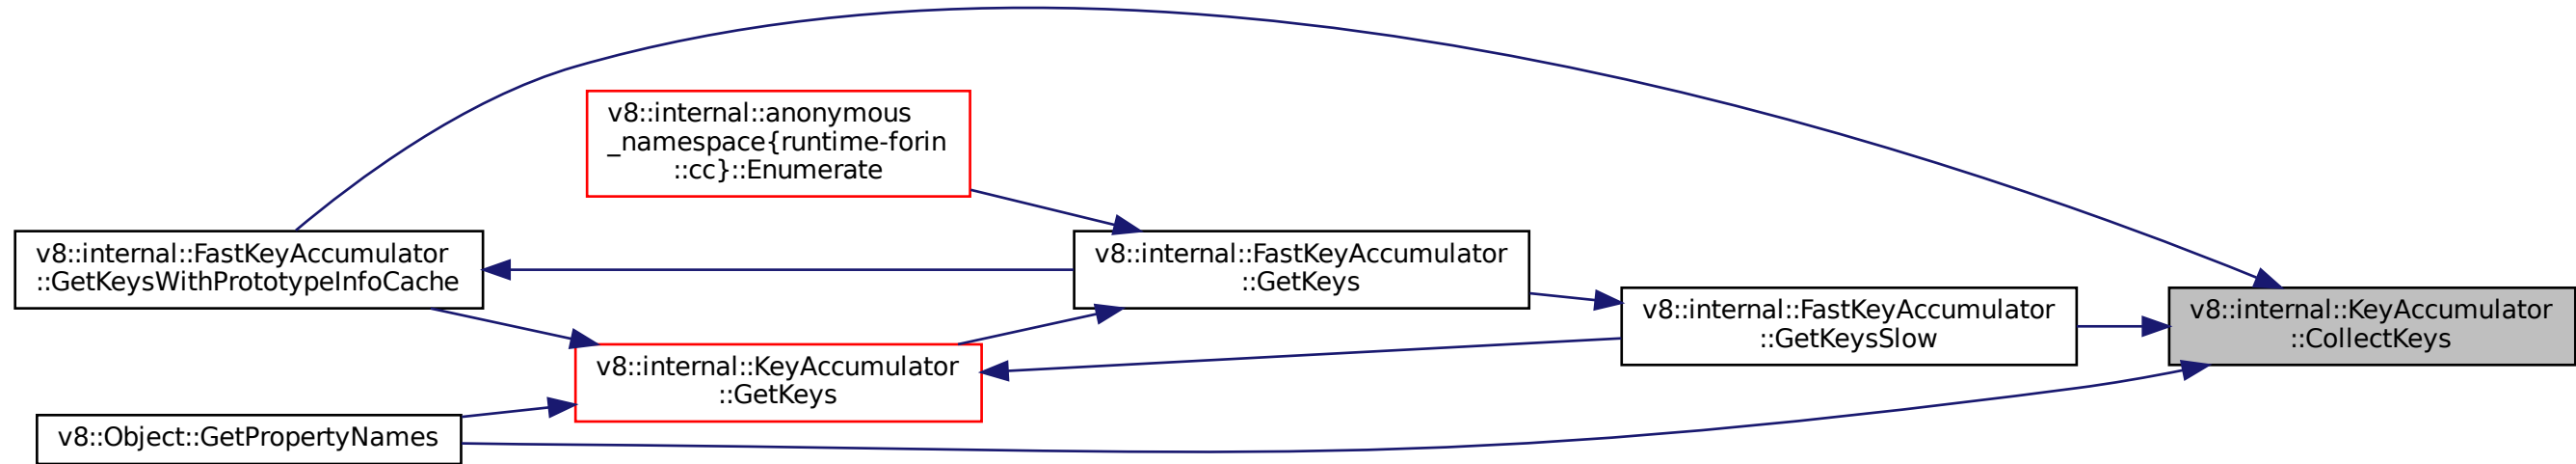 v8::internal::anonymous
_namespace{runtime-forin
::cc}::Enumerate
v8::internal::FastKeyAccumulator
::GetKeysWithPrototypeInfoCache
v8::internal::FastKeyAccumulator
::GetKeys
v8::internal::FastKeyAccumulator
::GetKeysSlow
v8::internal::KeyAccumulator
::CollectKeys
v8::internal::KeyAccumulator
::GetKeys
v8::Object::GetPropertyNames